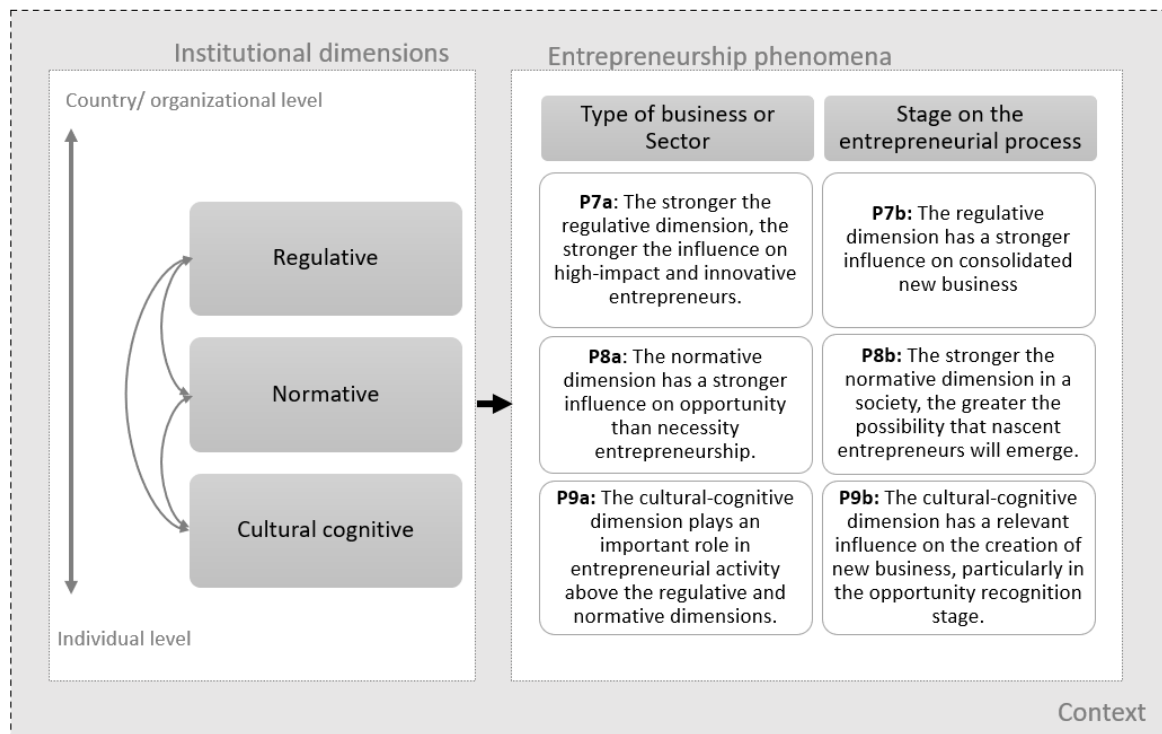 Institutional dimensions
Country/ organizational level
Regulative
Normative
Cultural cognitive
Individual level
Entrepreneurship phenomena
Type of business or
Sector
Stage on the
entrepreneurial process
P7a: The stronger the
regulative dimension, the
stronger the influence on
high-impact and innovative
entrepreneurs.
P7b: The regulative
dimension has a stronger
influence on consolidated
new business
P8a: The normative
dimension has a stronger
influence on opportunity
than necessity
entrepreneurship.
P8b: The stronger the
normative dimension in a
society, the greater the
possibility that nascent
entrepreneurs will emerge.
P9a: The cultural-cognitive
dimension plays an
important role in
entrepreneurial activity
above the regulative and
normative dimensions.
P9b: The cultural-cognitive
dimension has a relevant
influence on the creation of
new business, particularly in
the opportunity recognition
stage.
Context